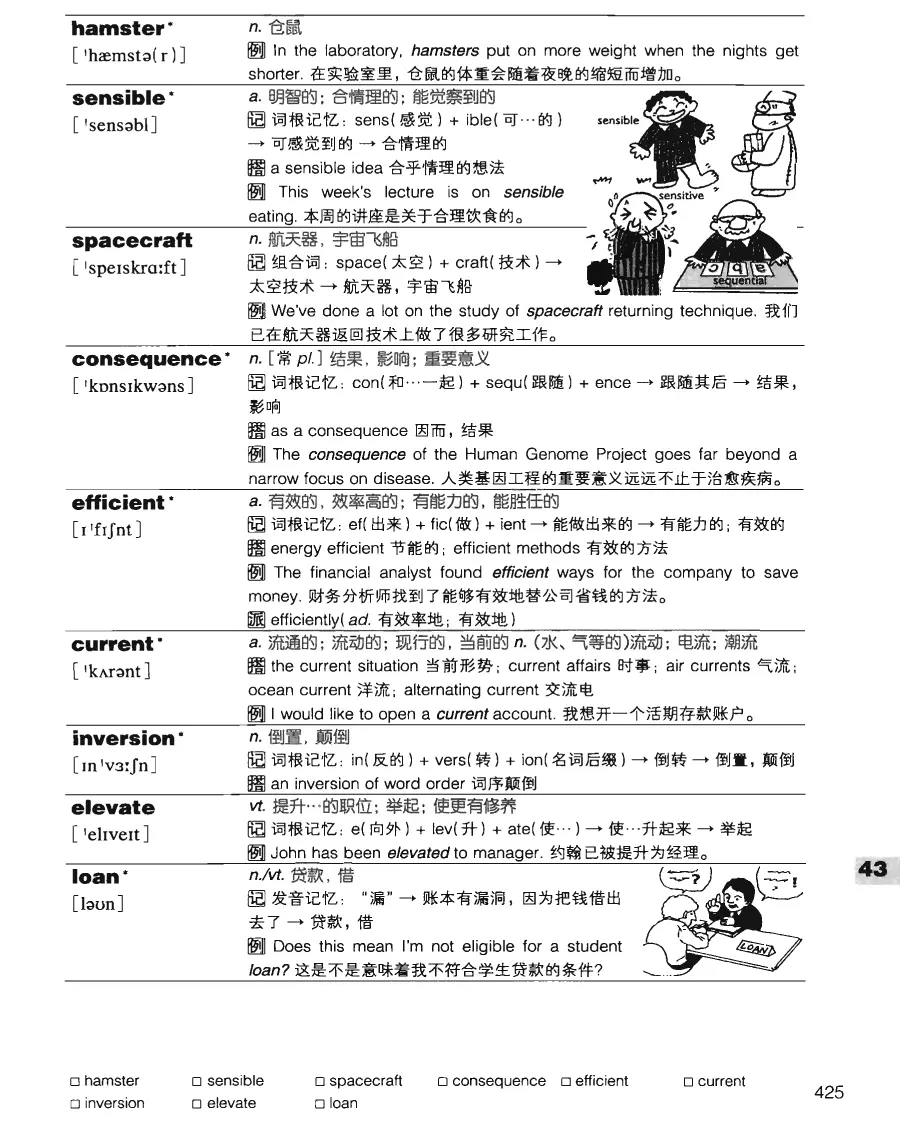 hamster*
[ ˈhæmstə( r ) ]
n. 仓鼠
例 In the laboratory, hamsters put on more weight when the nights get
shorter. 在实验室里，仓鼠的体重会随着夜晚的缩短而增加。
sensible*
[ ˈsensəbl ]
a. 明智的；合情理的；能觉察到的
记 词根记忆：sens( 感觉 ) + ible( 可…的 )
→ 可感觉到的 → 合情理的
搭 a sensible idea 合乎情理的想法
例 This week's lecture is on sensible
eating. 本周的讲座是关于合理饮食的。
sensible
sensitive
sequential
spacecraft
[ ˈspeɪskrɑːft ]
n. 航天器，宇宙飞船
记 组合词：space( 太空 ) + craft( 技术 ) →
太空技术 → 航天器，宇宙飞船
例 We've done a lot on the study of spacecraft returning technique. 我们
已在航天器返回技术上做了很多研究工作。
consequence*
[ ˈkɒnsɪkwəns ]
n. [ 常 pl. ] 结果，影响；重要意义
记 词根记忆：con( 和…一起 ) + sequ( 跟随 ) + ence → 跟随其后 → 结果，
影响
搭 as a consequence 因而，结果
例 The consequence of the Human Genome Project goes far beyond a
narrow focus on disease. 人类基因工程的重要意义远远不止于治愈疾病。
efficient*
[ ɪˈfɪʃnt ]
a. 有效的，效率高的；有能力的，能胜任的
记 词根记忆：ef( 出来 ) + fic( 做 ) + ient → 能做出来的 → 有能力的；有效的
搭 energy efficient 节能的；efficient methods 有效的方法
例 The financial analyst found efficient ways for the company to save
money. 财务分析师找到了能够有效地替公司省钱的方法。
派 efficiently( ad. 有效率地；有效地 )
current*
[ ˈkʌrənt ]
a. 流通的；流动的；现行的，当前的 n. (水、气等的)流动；电流；潮流
搭 the current situation 当前形势；current affairs 时事；air currents 气流；
ocean current 洋流；alternating current 交流电
例 I would like to open a current account. 我想开一个活期存款账户。
inversion*
[ ɪnˈvɜːʃn ]
n. 倒置，颠倒
记 词根记忆：in( 反的 ) + vers( 转 ) + ion( 名词后缀 ) → 倒转 → 倒置，颠倒
搭 an inversion of word order 词序颠倒
elevate
[ ˈelɪveɪt ]
vt. 提升…的职位；举起；使更有修养
记 词根记忆：e( 向外 ) + lev( 升 ) + ate( 使… ) → 使…升起来 → 举起
例 John has been elevated to manager. 约翰已被提升为经理。
loan*
[ ləʊn ]
n./vt. 贷款，借
记 发音记忆：“漏” → 账本有漏洞，因为把钱借出
去了 → 贷款，借
例 Does this mean I'm not eligible for a student
loan? 这是不是意味着我不符合学生贷款的条件?
LOAN
43
□ hamster □ sensible □ spacecraft □ consequence □ efficient □ current
□ inversion □ elevate □ loan
425